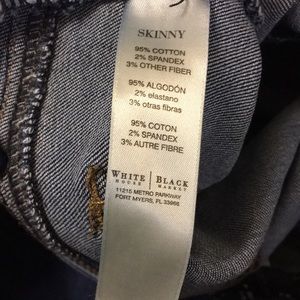 SKINNY
95% COTTON
2% SPANDEX
3% OTHER FIBER
95% ALGODÓN
2% elastano
3% otras fibras
95% COTON
2% SPANDEX
3% AUTRE FIBRE
WHITE | BLACK
HOUSE | MARKET
11215 METRO PARKWAY
FORT MYERS, FL 33966